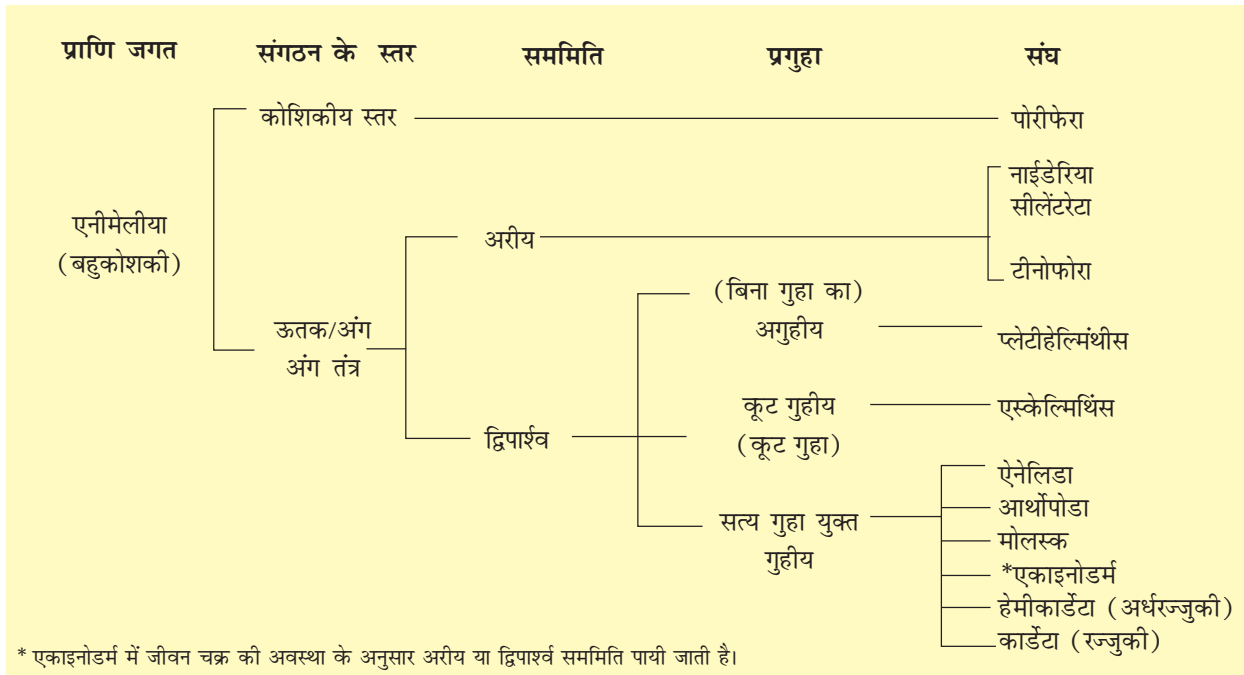 प्राणि जगत संगठन के स्तर सममिति प्रगुहा संघ
कोशिकीय स्तर पोरीफेरा
नाईडेरिया
सीलेंटरेटा
एनीमेलीया
(बहुकोशकी)
अरीय
टीनोफोरा
(बिना गुहा का)
ऊतक/अंग
अंग तंत्र
अगुहीय प्लेटीहेल्मिंथीस
कूट गुहीय एस्केल्मिथिंस
(कूट गुहा)
द्विपार्श्व
ऐनेलिडा
सत्य गुहा युक्त
गुहीय
आर्थोपोडा
मोलस्क
*एकाइनोडर्म
हेमीकार्डेटा (अर्धरज्जुकी)
कार्डेटा (रज्जुकी)
* एकाइनोडर्म में जीवन चक्र की अवस्था के अनुसार अरीय या द्विपार्श्व सममिति पायी जाती है।